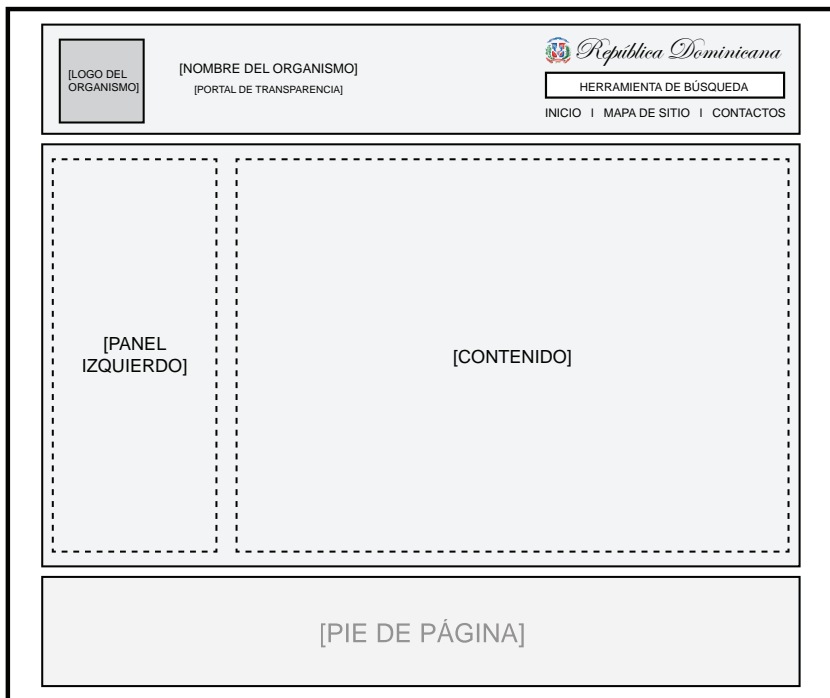 [LOGO DEL
ORGANISMO]
[NOMBRE DEL ORGANISMO]
[PORTAL DE TRANSPARENCIA]
República Dominicana
HERRAMIENTA DE BÚSQUEDA
INICIO I MAPA DE SITIO I CONTACTOS
[PANEL
IZQUIERDO]
[CONTENIDO]
[PIE DE PÁGINA]